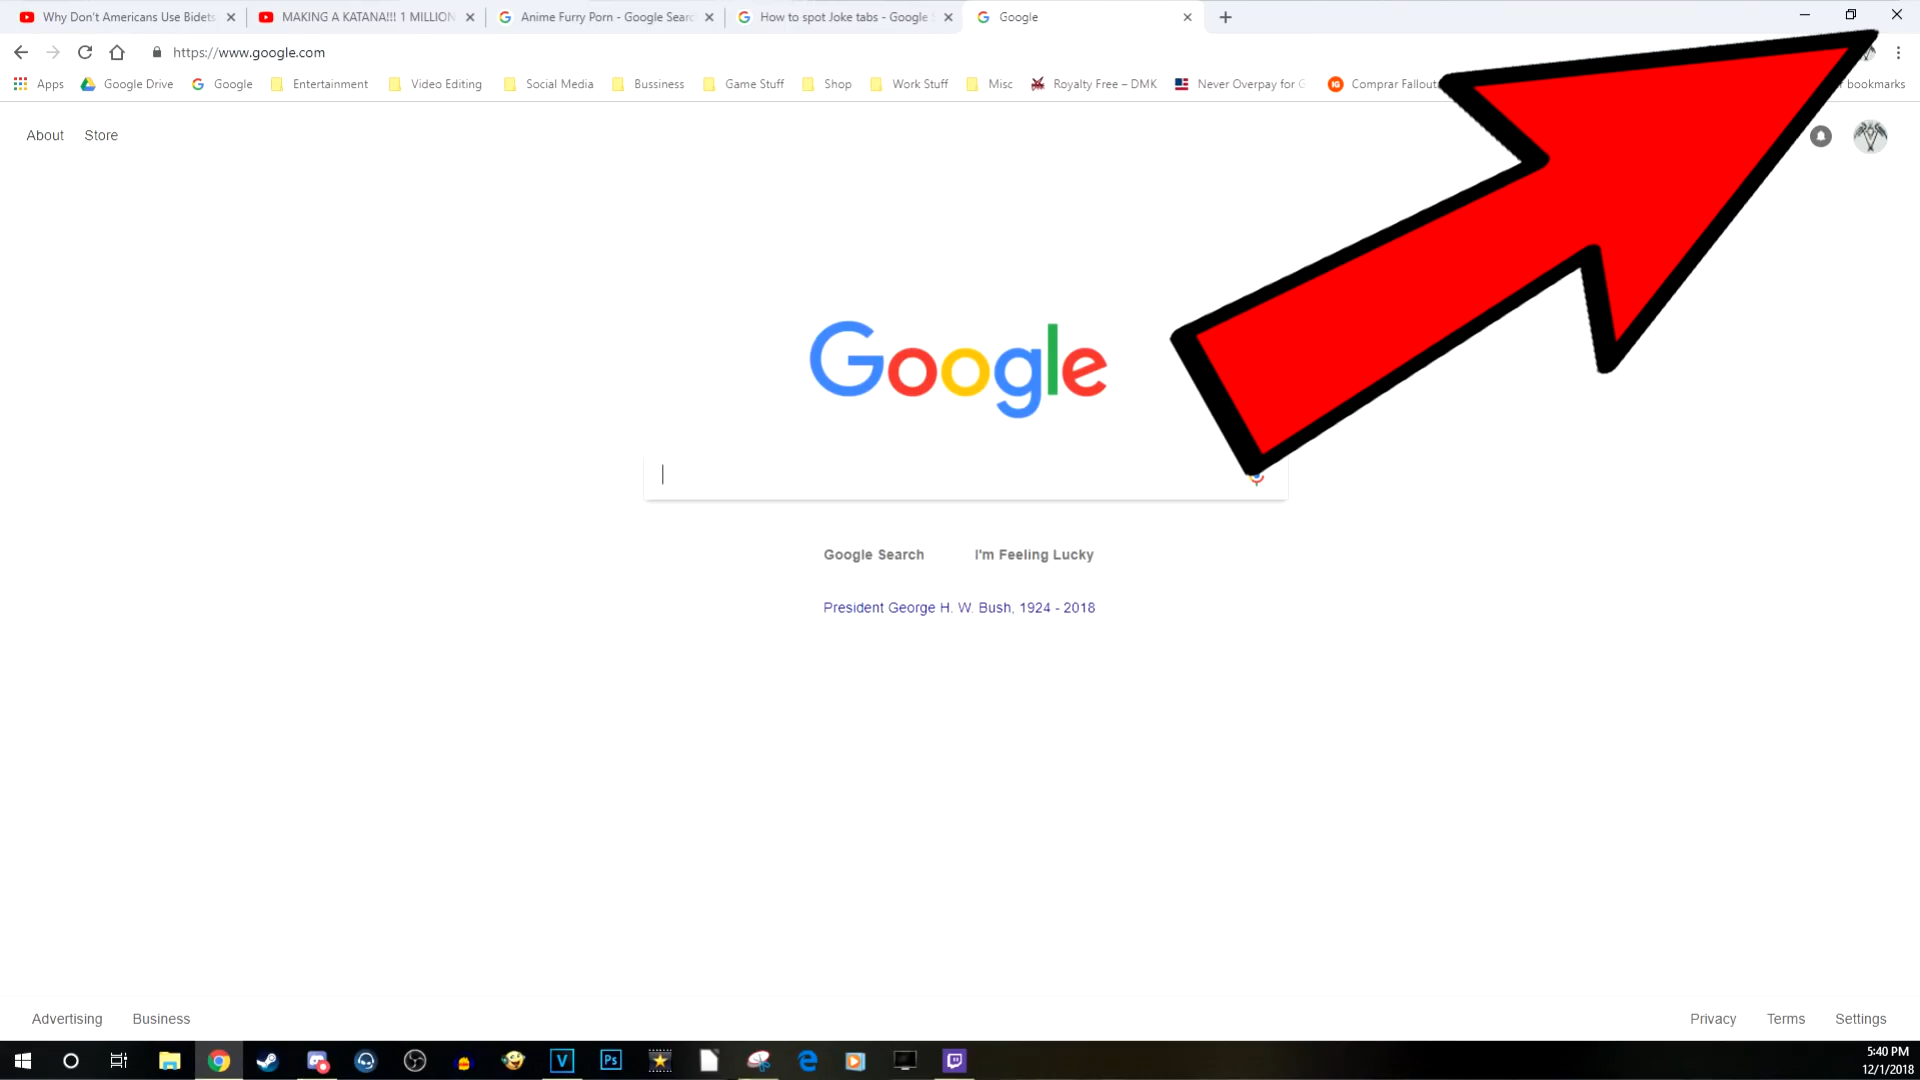 Why Don't Americans Use Bidets
MAKING A KATANA!!! 1 MILLION
Anime Furry Porn - Google Searc
How to spot Joke tabs - Google S
Google
https://www.google.com
Apps
Google Drive
Google
Entertainment
Video Editing
Social Media
Bussiness
Game Stuff
Shop
Work Stuff
Misc
Royalty Free – DMK
Never Overpay for G
Comprar Fallout
bookmarks
About
Store
Google
Google Search
I'm Feeling Lucky
President George H. W. Bush, 1924 - 2018
Advertising
Business
Privacy
Terms
Settings
V
Ps
5:40 PM
12/1/2018